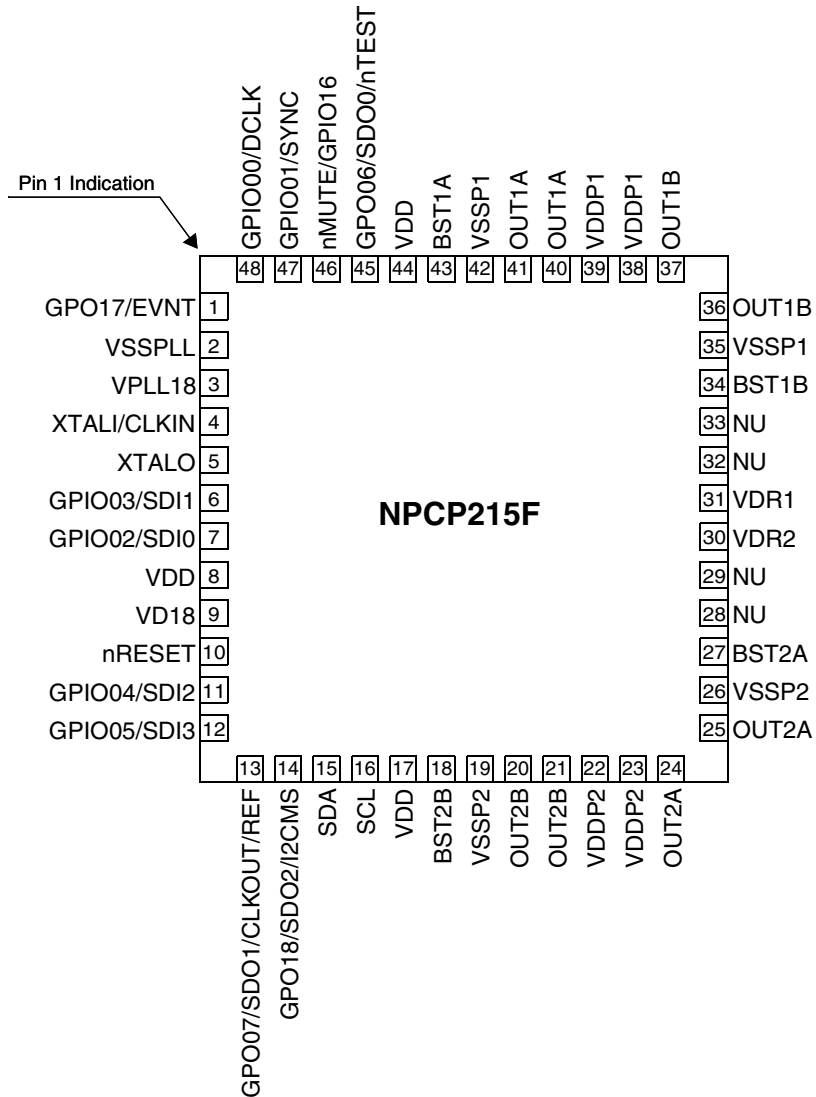 GPIO00/DCLK
GPIO01/SYNC
nMUTE/GPIO16
GPO06/SDO0/nTEST
VDD
BST1A
VSSP1
OUT1A
OUT1A
VDDP1
VDDP1
OUT1B
Pin 1 Indication
48 47 46 45 44 43 42 41 40 39 38 37
GPO17/EVNT 1
VSSPLL 2
VPLL18 3
XTALI/CLKIN 4
XTALO 5
GPIO03/SDI1 6
GPIO02/SDI0 7
VDD 8
VD18 9
nRESET 10
GPIO04/SDI2 11
GPIO05/SDI3 12
NPCP215F
36 OUT1B
35 VSSP1
34 BST1B
33 NU
32 NU
31 VDR1
30 VDR2
29 NU
28 NU
27 BST2A
26 VSSP2
25 OUT2A
13 14 15 16 17 18 19 20 21 22 23 24
GPO07/SDO1/CLKOUT/REF
GPO18/SDO2/I2CMS
SDA
SCL
VDD
BST2B
VSSP2
OUT2B
OUT2B
VDDP2
VDDP2
OUT2A